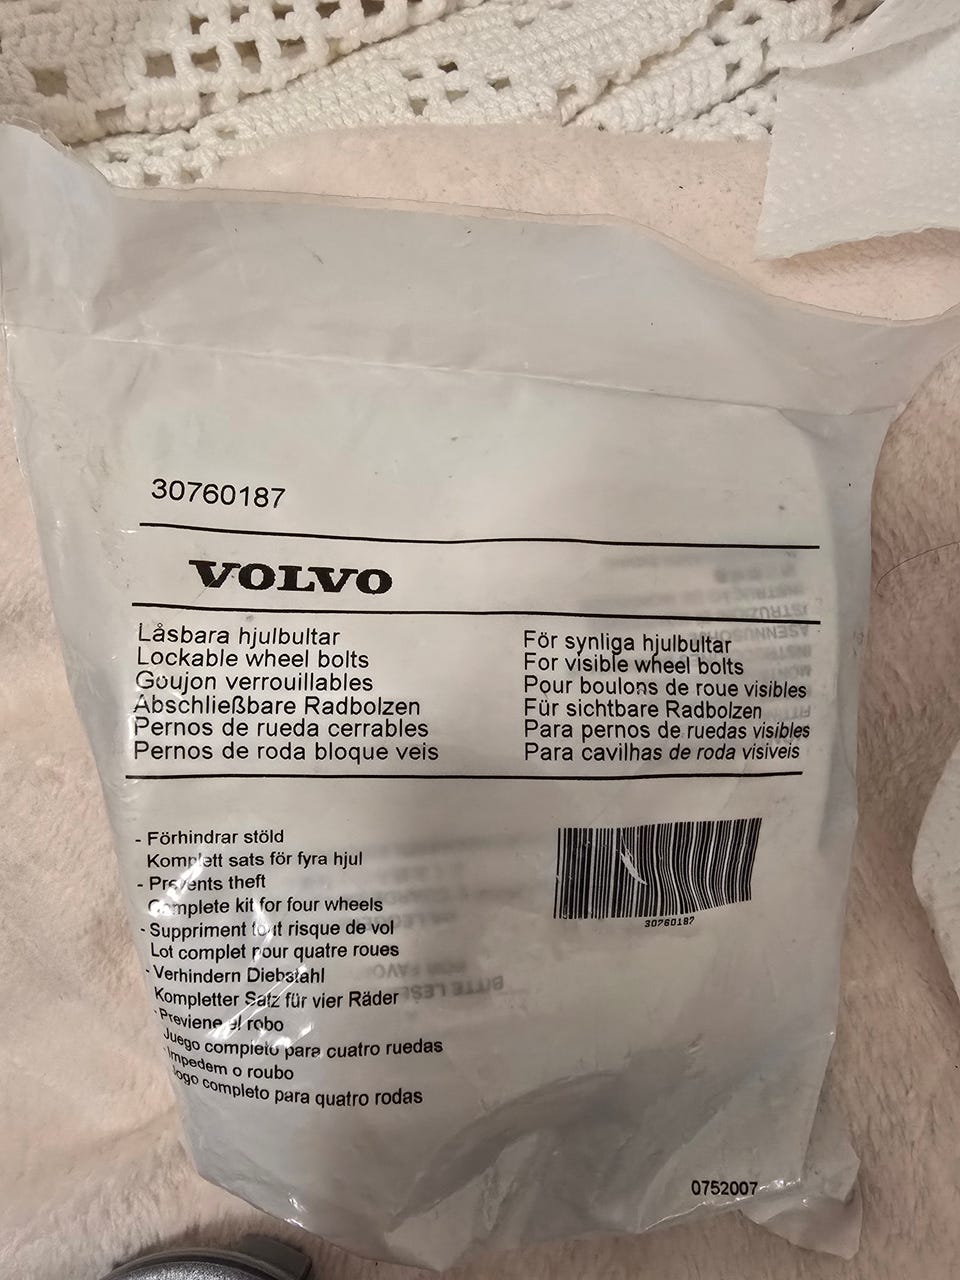 30760187
VOLVO
Låsbara hjulbultar
Lockable wheel bolts
Goujon verrouillables
Abschließbare Radbolzen
Pernos de rueda cerrables
Pernos de roda bloque veis
För synliga hjulbultar
For visible wheel bolts
Pour boulons de roue visibles
Für sichtbare Radbolzen
Para pernos de ruedas visibles
Para cavilhas de roda visiveis
- Förhindrar stöld
Komplett sats för fyra hjul
- Prevents theft
Complete kit for four wheels
- Suppriment tout risque de vol
Lot complet pour quatre roues
- Verhindern Diebstahl
Kompletter Satz für vier Räder
- Previene el robo
Juego completo para cuatro ruedas
- Impedem o roubo
Jogo completo para quatro rodas
30760187
0752007